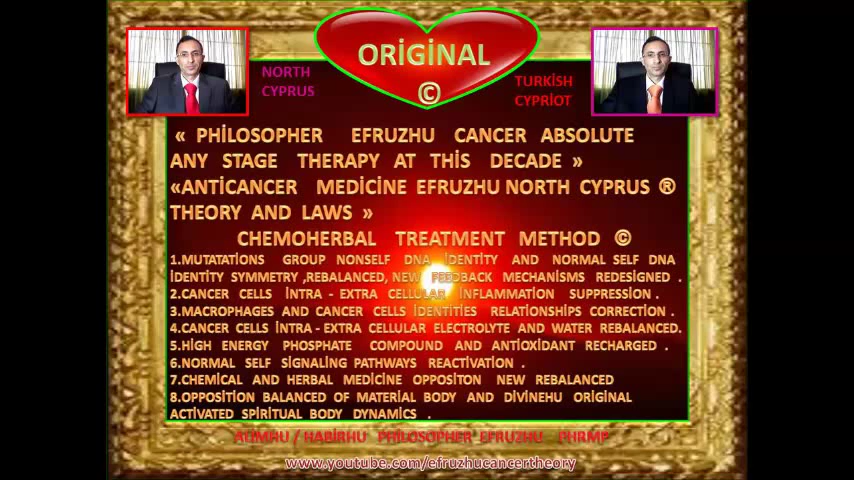 ORİGİNAL
©
NORTH
CYPRUS
TURKİSH
CYPRİOT
« PHİLOSOPHER EFRUZHU CANCER ABSOLUTE
ANY STAGE THERAPY AT THİS DECADE »
«ANTİCANCER MEDİCİNE EFRUZHU NORTH CYPRUS ®
THEORY AND LAWS »
CHEMOHERBAL TREATMENT METHOD ©
1.MUTATATİONS GROUP NONSELF DNA İDENTİTY AND NORMAL SELF DNA
İDENTİTY SYMMETRY ,REBALANCED, NEW FEEDBACK MECHANİSMS REDESİGNED .
2.CANCER CELLS İNTRA - EXTRA CELLULAR İNFLAMMATİON SUPPRESSİON .
3.MACROPHAGES AND CANCER CELLS İDENTİTİES RELATİONSHİPS CORRECTİON .
4.CANCER CELLS İNTRA - EXTRA CELLULAR ELECTROLYTE AND WATER REBALANCED.
5.HİGH ENERGY PHOSPHATE COMPOUND AND ANTİOXİDANT RECHARGED .
6.NORMAL SELF SİGNALİNG PATHWAYS REACTİVATİON .
7.CHEMİCAL AND HERBAL MEDİCİNE OPPOSİTON NEW REBALANCED
8.OPPOSİTİON BALANCED OF MATERİAL BODY AND DİVİNEHU ORİGİNAL
ACTİVATED SPİRİTUAL BODY DYNAMİCS .
ALİMHU / HABİRHU PHİLOSOPHER EFRUZHU PHRMP
www.youtube.com/efruzhucancertheory